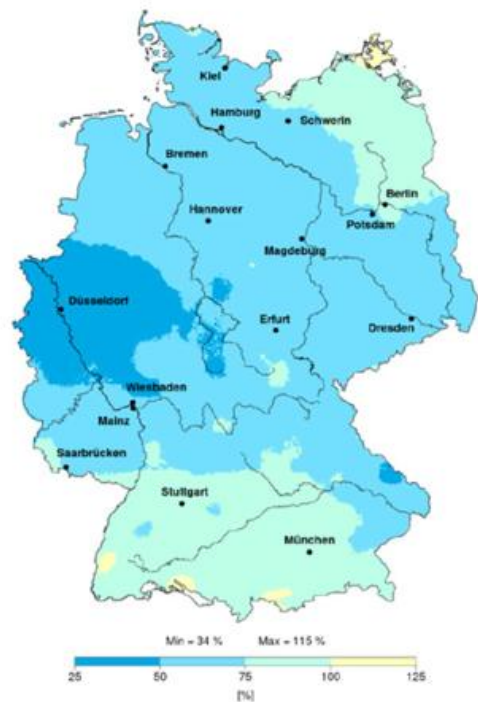 Kiel
Hamburg
Schwerin
Bremen
Berlin
Hannover
Potsdam
Magdeburg
Düsseldorf
Erfurt
Dresden
Wiesbaden
Mainz
Saarbrücken
Stuttgart
München
Min = 34 % Max = 115 %
25 50 75 100 125
[%]